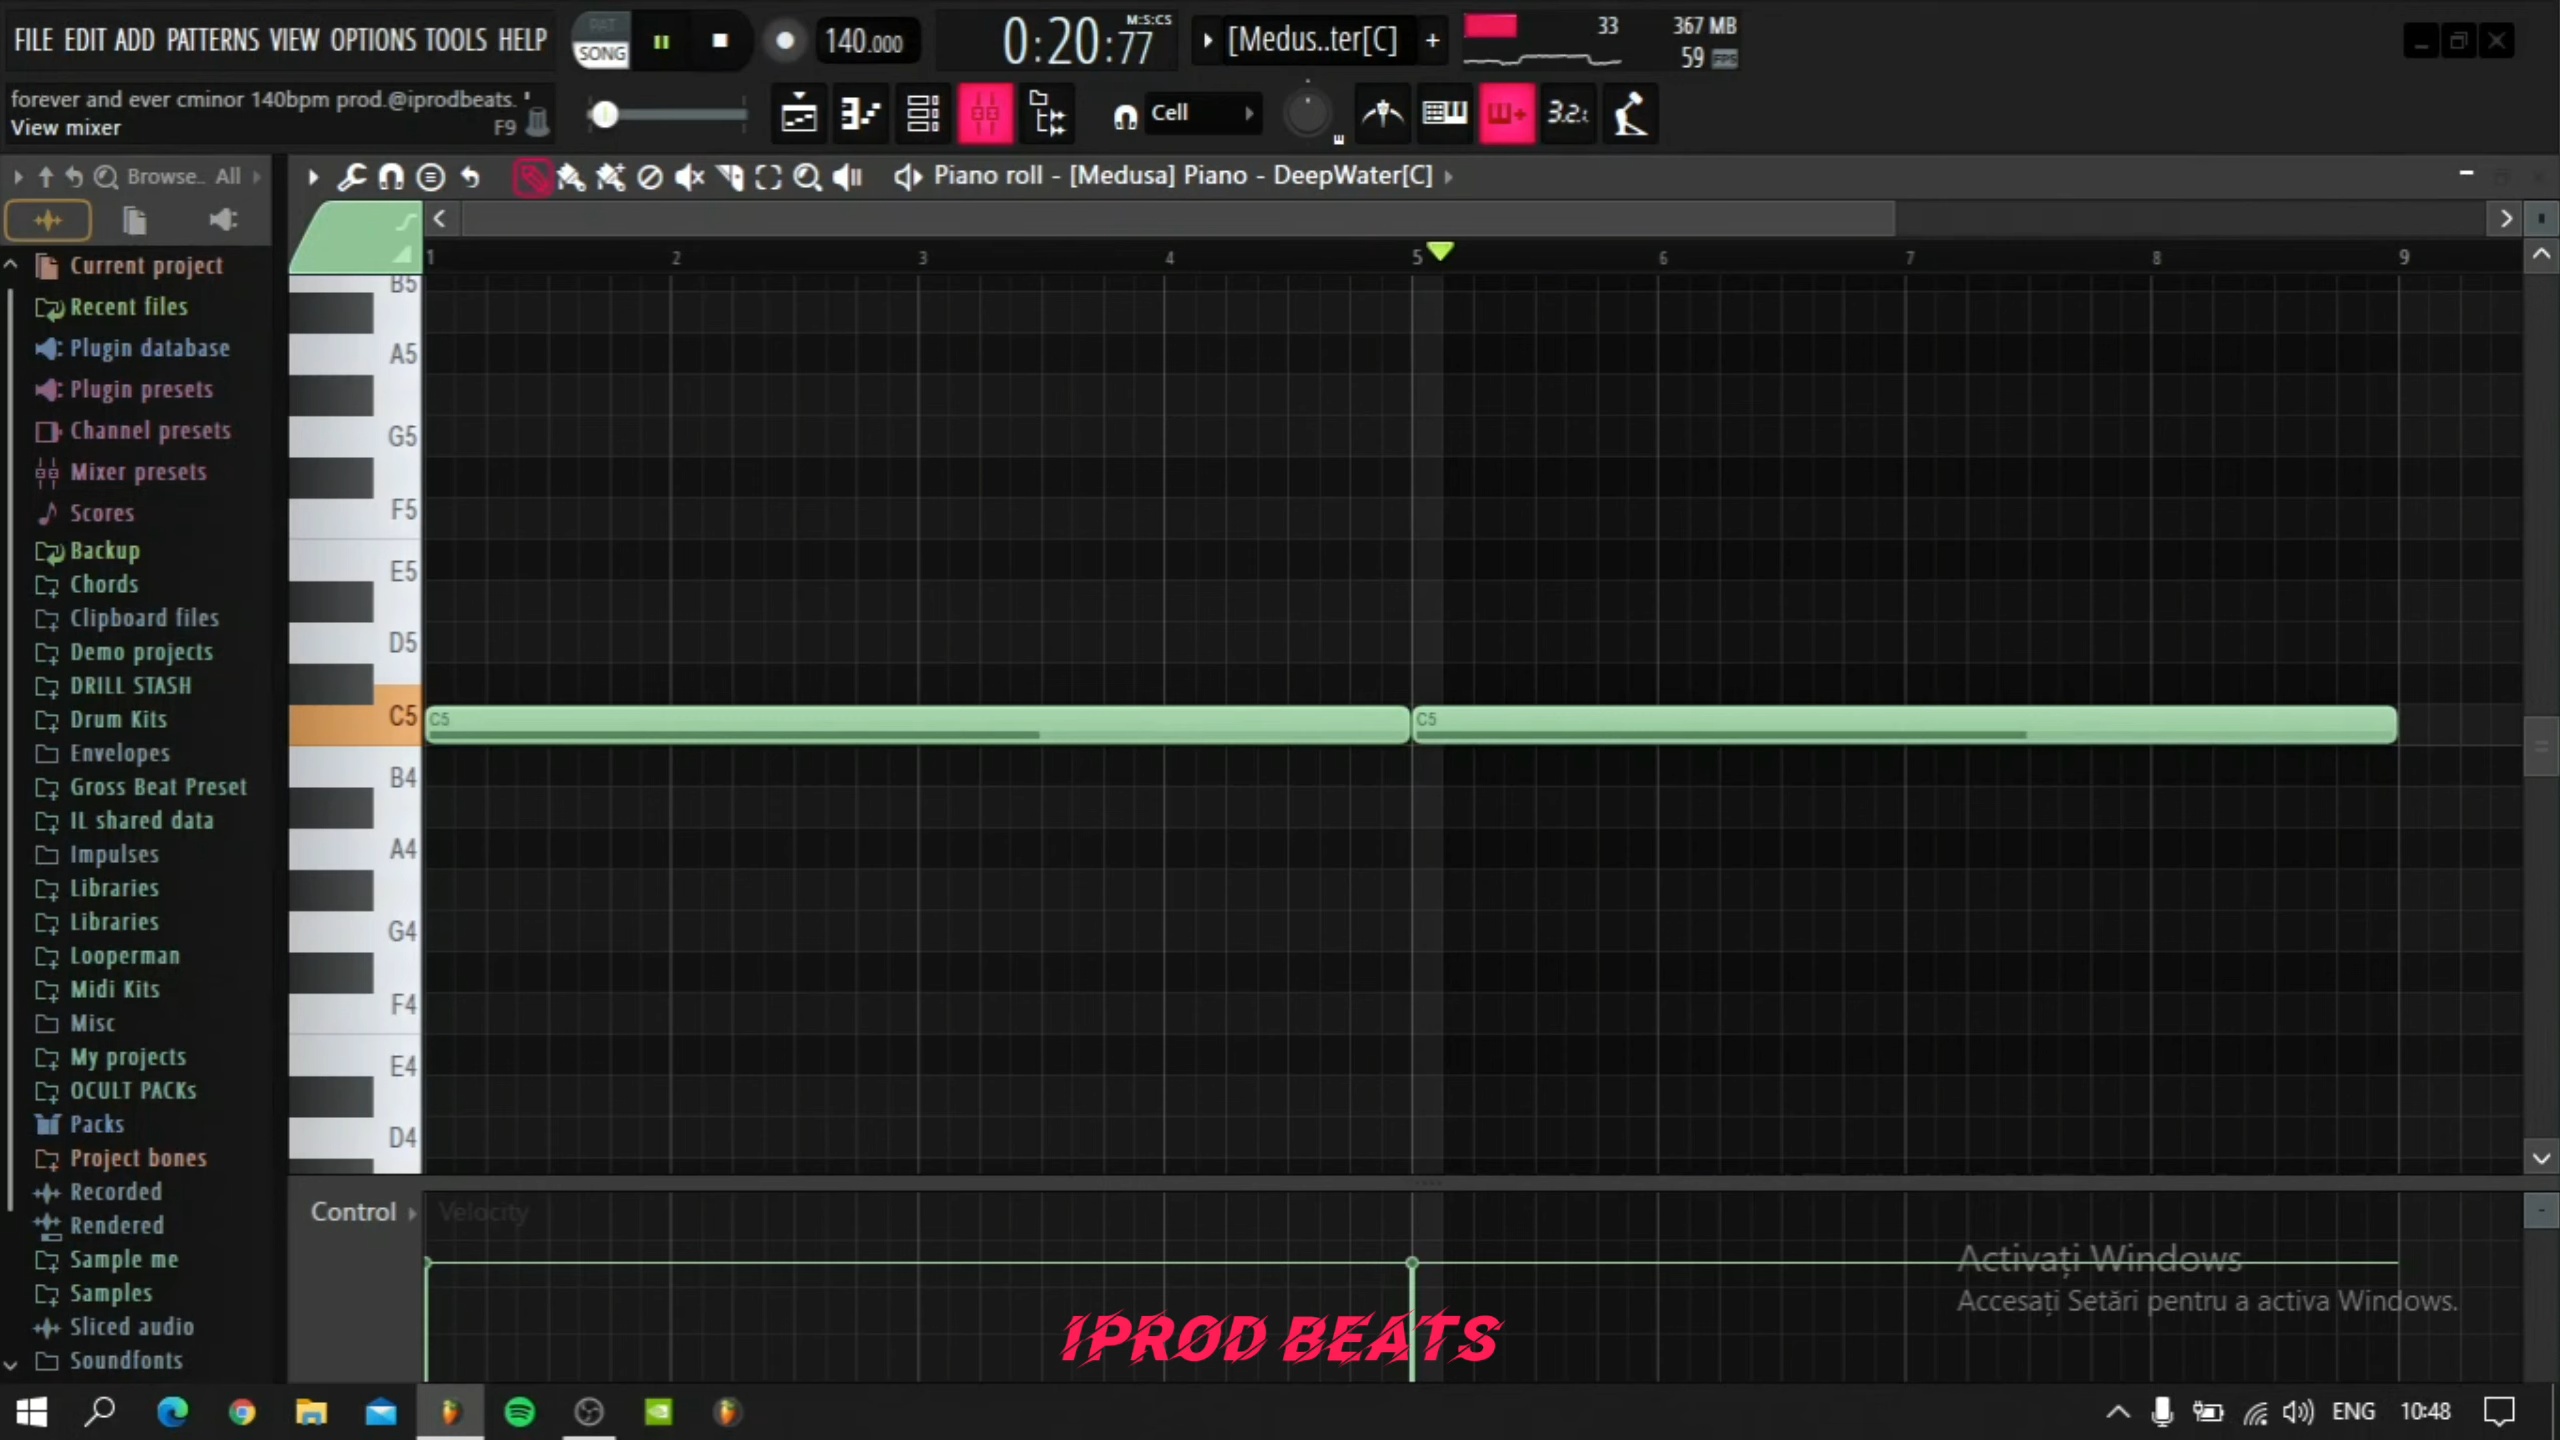 FILE EDIT ADD PATTERNS VIEW OPTIONS TOOLS HELP
PAT
SONG
140.000
0:20:77
M:S:CS
[Medus..ter[C]
+
33
367 MB
59
FPS
forever and ever cminor 140bpm prod.@iprodbeats.
View mixer
F9
Cell
Browse.. All
Piano roll - [Medusa] Piano - DeepWater[C]
1 2 3 4 5 6 7 8 9
Current project
Recent files
Plugin database
Plugin presets
Channel presets
Mixer presets
Scores
Backup
Chords
Clipboard files
Demo projects
DRILL STASH
Drum Kits
Envelopes
Gross Beat Preset
IL shared data
Impulses
Libraries
Libraries
Looperman
Midi Kits
Misc
My projects
OCULT PACKs
Packs
Project bones
Recorded
Rendered
Sample me
Samples
Sliced audio
Soundfonts
B5
A5
G5
F5
E5
D5
C5
C5
C5
B4
A4
G4
F4
E4
D4
Control
Velocity
Activați Windows
Accesați Setări pentru a activa Windows.
IPROD BEATS
ENG
10:48